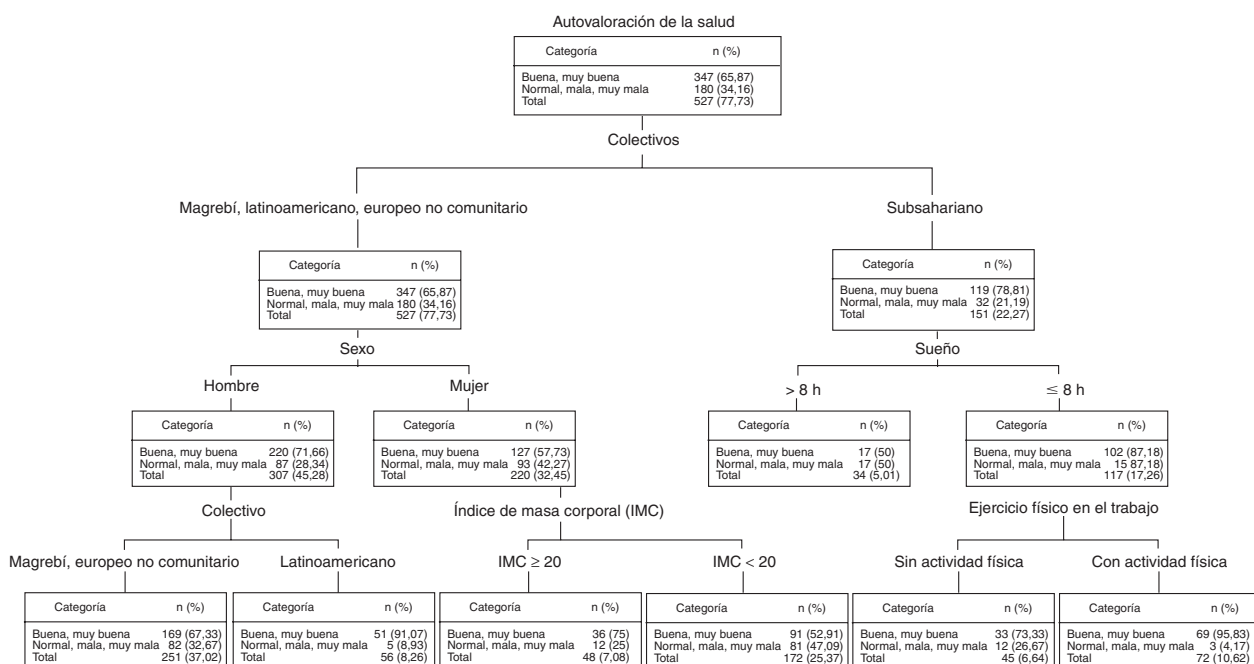 Autovaloración de la salud
Categoría n (%)
Buena, muy buena 347 (65,87)
Normal, mala, muy mala 180 (34,16)
Total 527 (77,73)
Colectivos
Magrebí, latinoamericano, europeo no comunitario
Subsahariano
Categoría n (%)
Buena, muy buena 347 (65,87)
Normal, mala, muy mala 180 (34,16)
Total 527 (77,73)
Categoría n (%)
Buena, muy buena 119 (78,81)
Normal, mala, muy mala 32 (21,19)
Total 151 (22,27)
Sexo
Sueño
Hombre
Mujer
> 8 h
≤ 8 h
Categoría n (%)
Buena, muy buena 220 (71,66)
Normal, mala, muy mala 87 (28,34)
Total 307 (45,28)
Categoría n (%)
Buena, muy buena 127 (57,73)
Normal, mala, muy mala 93 (42,27)
Total 220 (32,45)
Categoría n (%)
Buena, muy buena 17 (50)
Normal, mala, muy mala 17 (50)
Total 34 (5,01)
Categoría n (%)
Buena, muy buena 102 (87,18)
Normal, mala, muy mala 15 87,18)
Total 117 (17,26)
Colectivo
Índice de masa corporal (IMC)
Ejercicio físico en el trabajo
Magrebí, europeo no comunitario
Latinoamericano
IMC ≥ 20
IMC < 20
Sin actividad física
Con actividad física
Categoría n (%)
Buena, muy buena 169 (67,33)
Normal, mala, muy mala 82 (32,67)
Total 251 (37,02)
Categoría n (%)
Buena, muy buena 51 (91,07)
Normal, mala, muy mala 5 (8,93)
Total 56 (8,26)
Categoría n (%)
Buena, muy buena 36 (75)
Normal, mala, muy mala 12 (25)
Total 48 (7,08)
Categoría n (%)
Buena, muy buena 91 (52,91)
Normal, mala, muy mala 81 (47,09)
Total 172 (25,37)
Categoría n (%)
Buena, muy buena 33 (73,33)
Normal, mala, muy mala 12 (26,67)
Total 45 (6,64)
Categoría n (%)
Buena, muy buena 69 (95,83)
Normal, mala, muy mala 3 (4,17)
Total 72 (10,62)